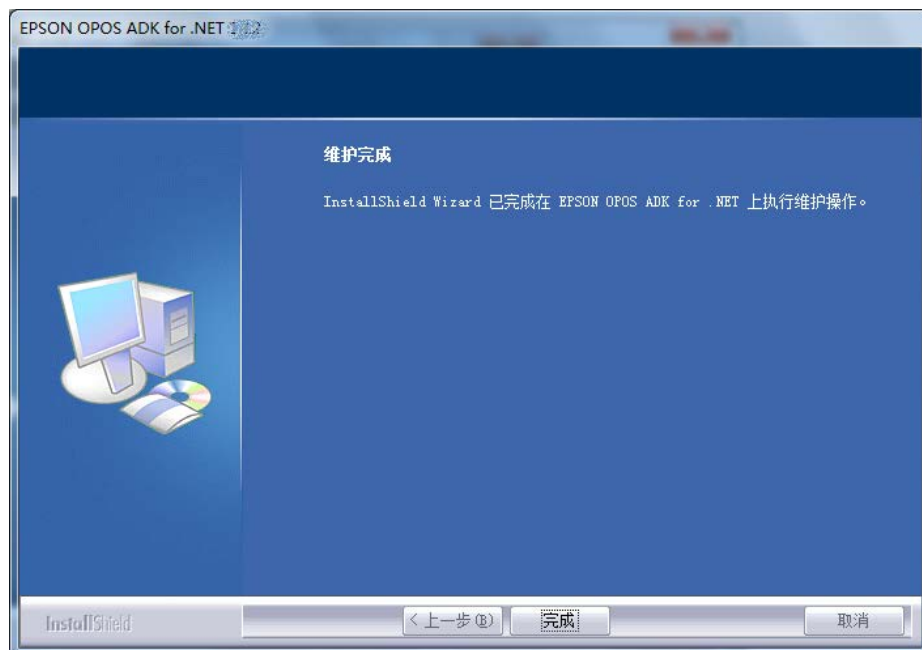 EPSON OPOS ADK for .NET
维护完成
InstallShield Wizard 已完成在 EPSON OPOS ADK for .NET 上执行维护操作。
InstallShield
< 上一步(B)
完成
取消